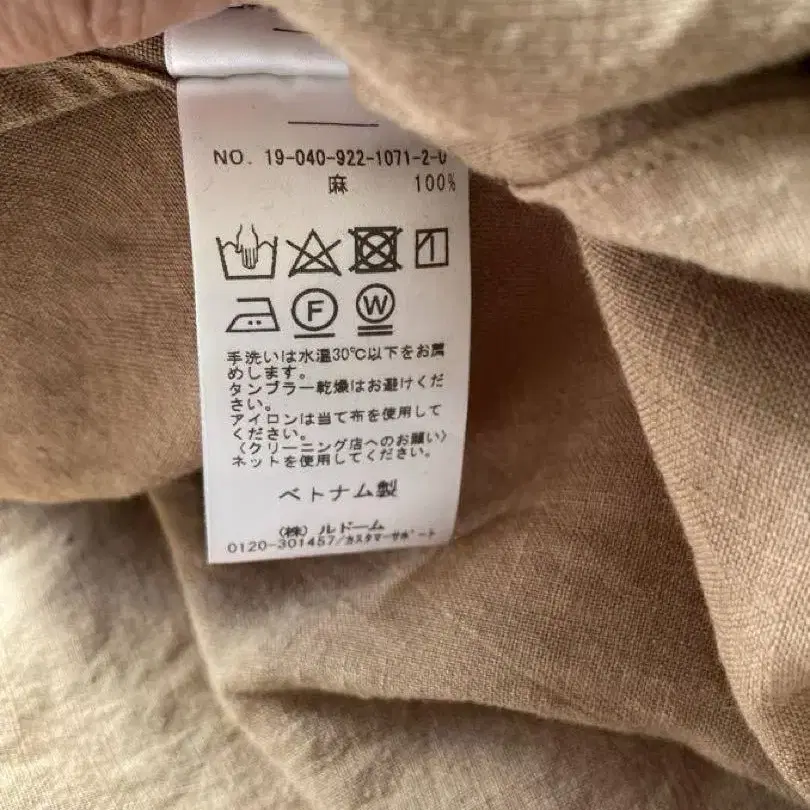 NO. 19-040-922-1071-2-0
麻 100%
F W
手洗いは水温30℃以下をお薦
めします。
タンブラー乾燥はお避けくだ
さい。
アイロンは当て布を使用して
ください。
〈クリーニング店へのお願い〉
ネットを使用してください。
ベトナム製
(株) ルドーム
0120-301457/カスタマーサポート